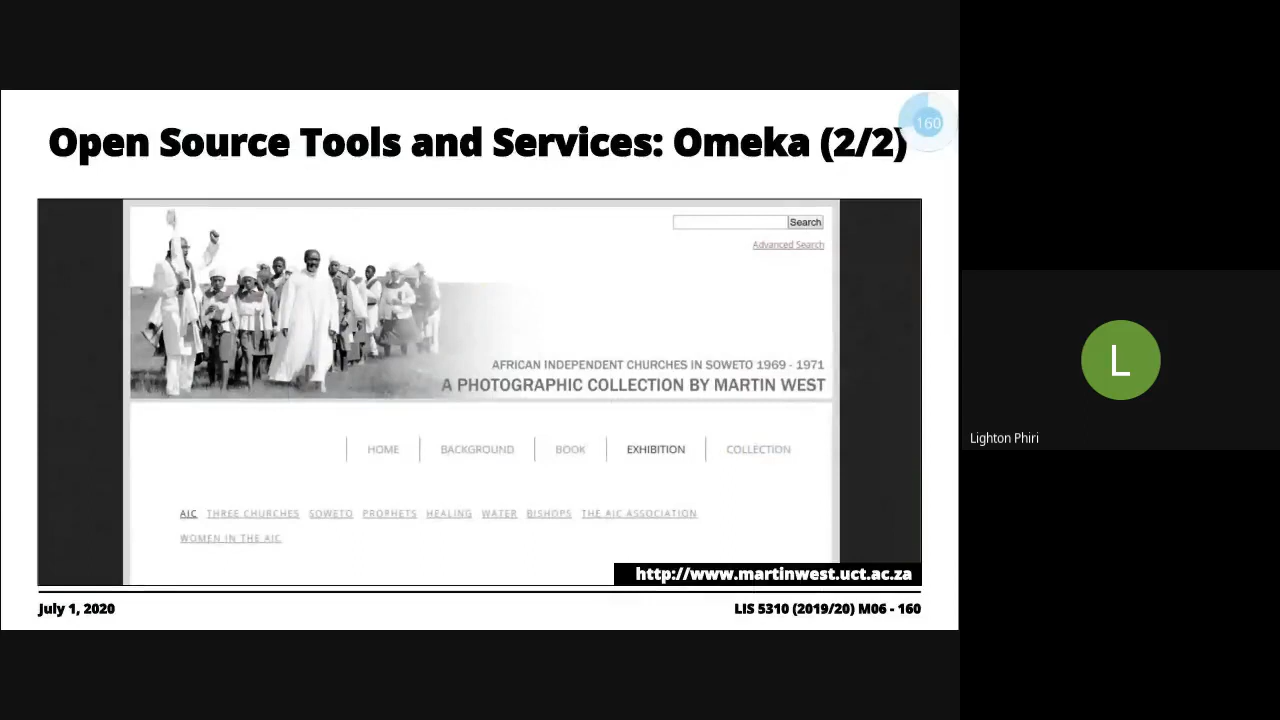 Open Source Tools and Services: Omeka (2/2)
160
Search
Advanced Search
AFRICAN INDEPENDENT CHURCHES IN SOWETO 1969 - 1971
A PHOTOGRAPHIC COLLECTION BY MARTIN WEST
HOME BACKGROUND BOOK EXHIBITION COLLECTION
AIC THREE CHURCHES SOWETO PROPHETS HEALING WATER BISHOPS THE AIC ASSOCIATION
WOMEN IN THE AIC
http://www.martinwest.uct.ac.za
July 1, 2020 LIS 5310 (2019/20) M06 - 160
L
Lighton Phiri